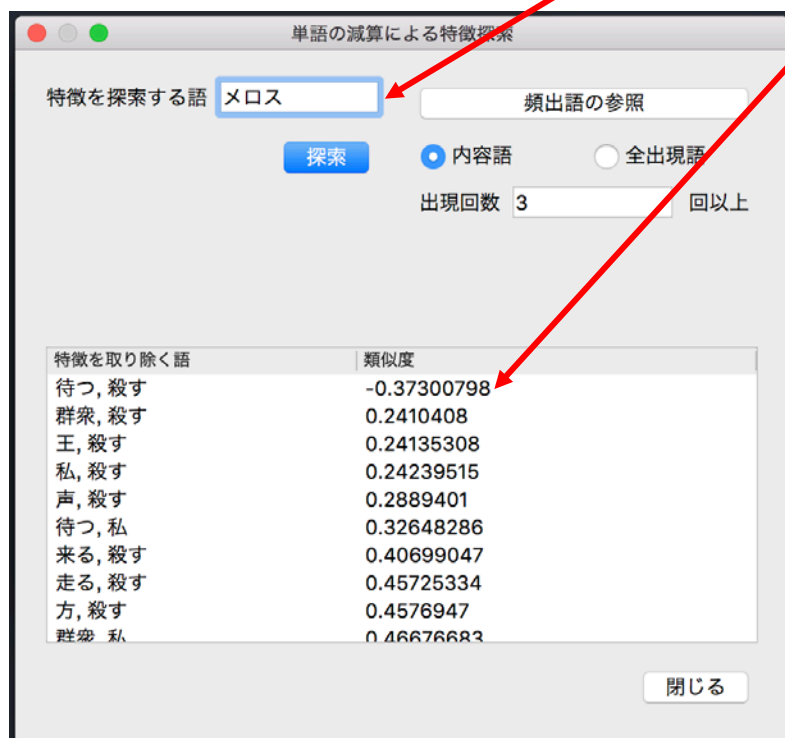 単語の減算による特徴探索
特徴を探索する語 メロス 頻出語の参照
探索 内容語 全出現語
出現回数 3 回以上
特徴を取り除く語 類似度
待つ, 殺す -0.37300798
群衆, 殺す 0.2410408
王, 殺す 0.24135308
私, 殺す 0.24239515
声, 殺す 0.2889401
待つ, 私 0.32648286
来る, 殺す 0.40699047
走る, 殺す 0.45725334
方, 殺す 0.4576947
群衆, 私 0.46676683
閉じる